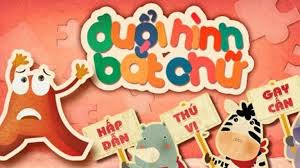 đuổi hình
bắt chữ
HẤP
DẪN
THÚ
VỊ
GAY
CẤN